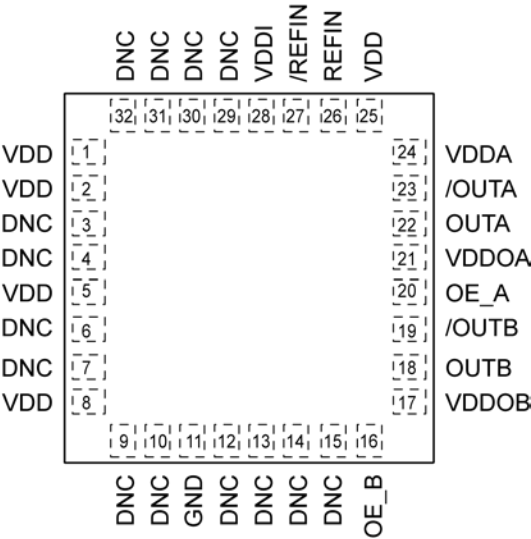 DNC DNC DNC DNC VDDI /REFIN REFIN VDD
32 31 30 29 28 27 26 25
VDD 1 24 VDDA
VDD 2 23 /OUTA
DNC 3 22 OUTA
DNC 4 21 VDDOA
VDD 5 20 OE_A
DNC 6 19 /OUTB
DNC 7 18 OUTB
VDD 8 17 VDDOB
9 10 11 12 13 14 15 16
DNC DNC GND DNC DNC DNC DNC OE_B